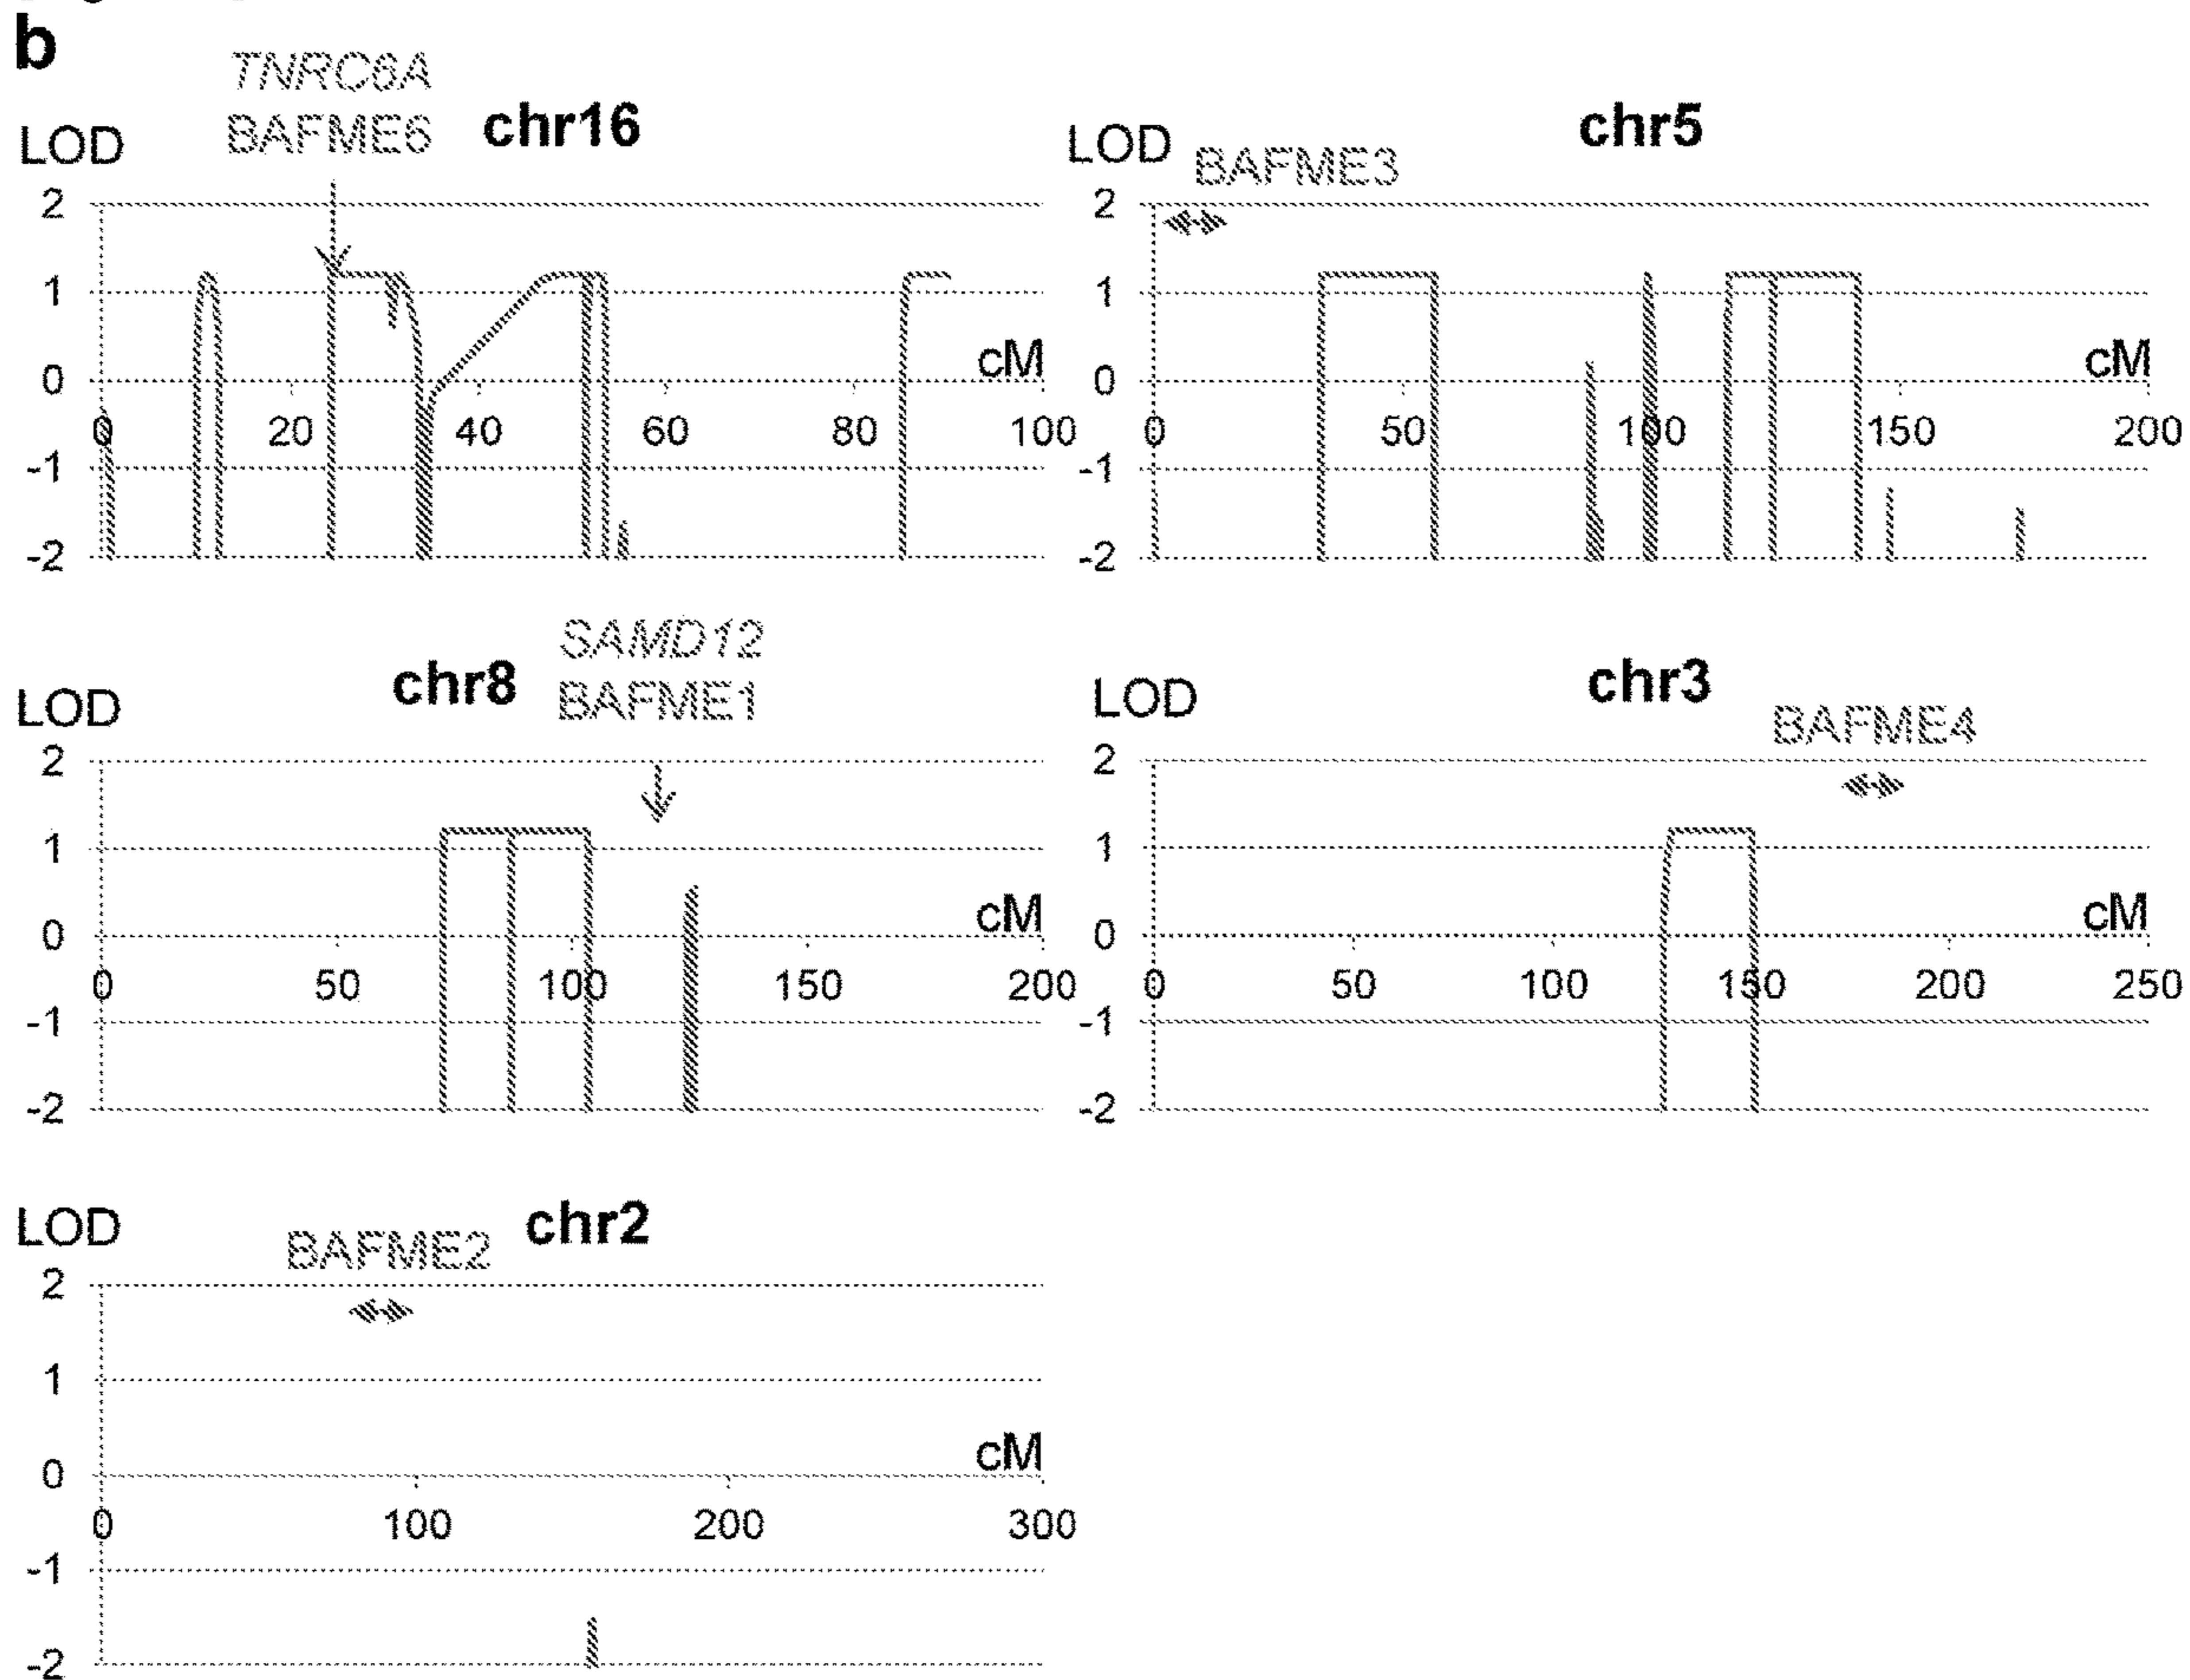 b
TNRC6A
BAFME6 chr16
LOD
2
1
0
-1
-2
0 20 40 60 80 100
cM
chr5
LOD BAFME3
2
1
0
-1
-2
0 50 100 150 200
cM
SAMD12
chr8 BAFME1
LOD
2
1
0
-1
-2
0 50 100 150 200
cM
chr3
LOD
BAFME4
2
1
0
-1
-2
0 50 100 150 200 250
cM
LOD
BAFME2 chr2
2
1
0
-1
-2
0 100 200 300
cM